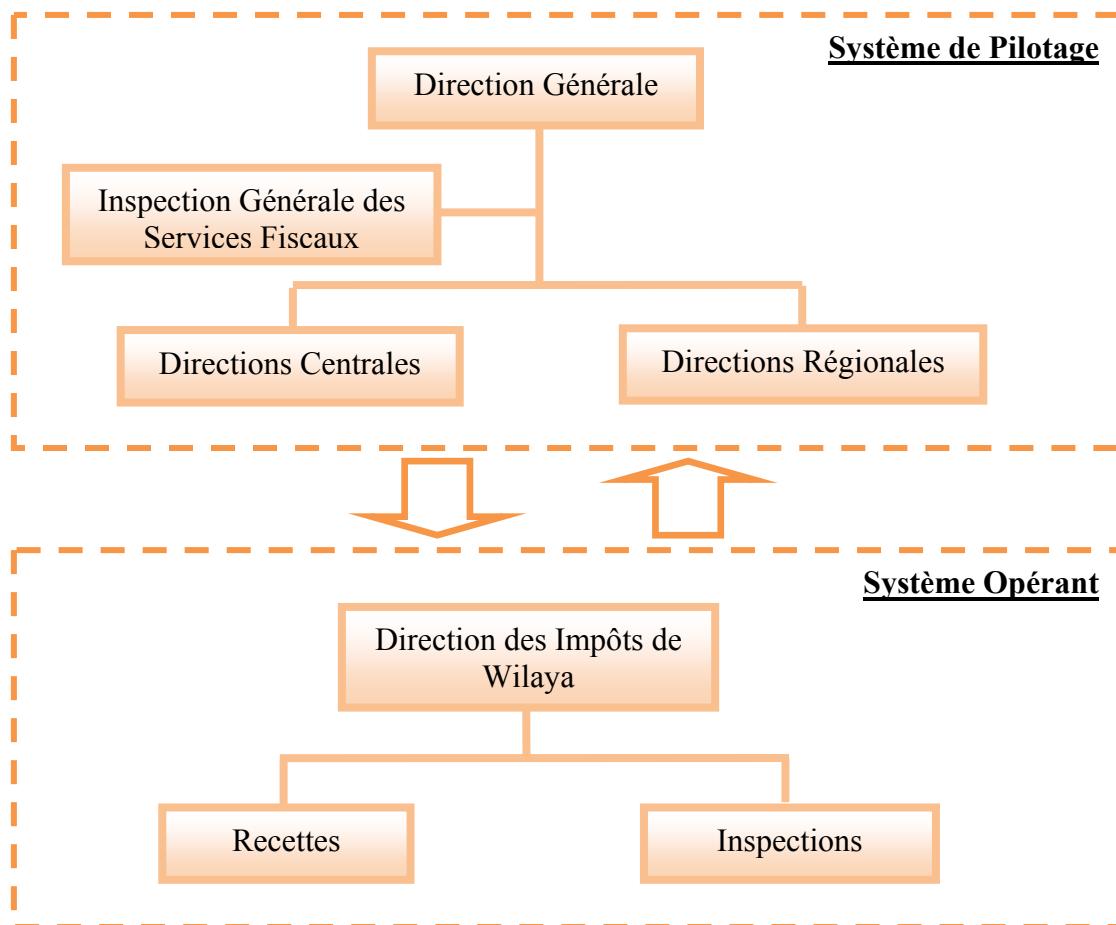 Système de Pilotage
Direction Générale
Inspection Générale des
Services Fiscaux
Directions Centrales
Directions Régionales
Système Opérant
Direction des Impôts de
Wilaya
Recettes
Inspections